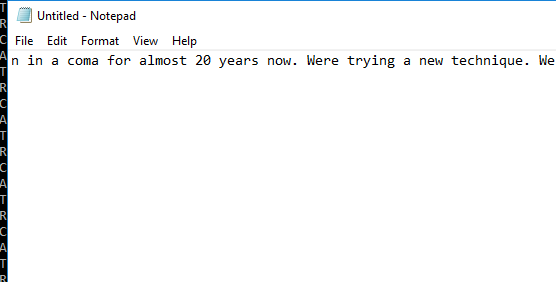 Untitled - Notepad
File Edit Format View Help
n in a coma for almost 20 years now. Were trying a new technique. We
T
R
C
A
T
R
C
A
T
R
C
A
T
R
C
A
T
R